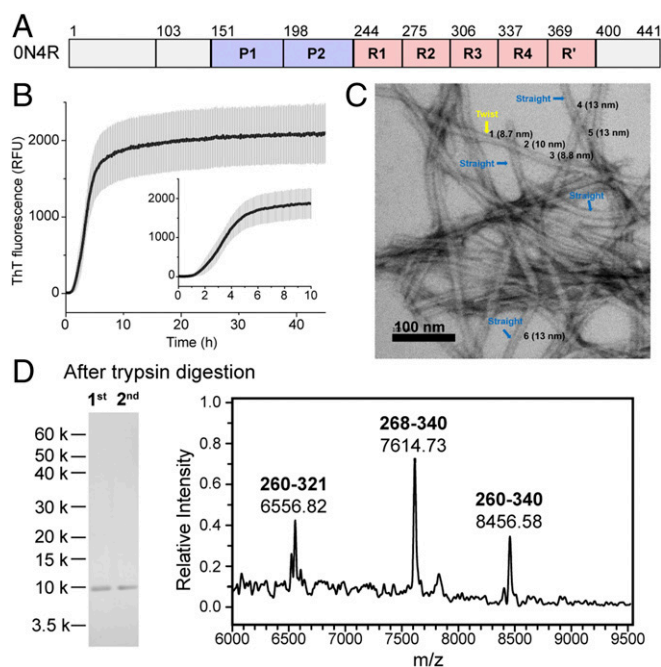 A
1 103 151 198 244 275 306 337 369 400 441
0N4R P1 P2 R1 R2 R3 R4 R'
B
ThT fluorescence (RFU)
2000
1000
0
1500
1000
500
0
0 2 4 6 8 10
0 10 20 30 40
Time (h)
C
Straight
4 (13 nm)
Twist
1 (8.7 nm)
5 (13 nm)
2 (10 nm)
3 (8.8 nm)
Straight
Straight
Straight
6 (13 nm)
100 nm
D After trypsin digestion
1st 2nd
60 k
50 k
40 k
30 k
20 k
15 k
10 k
3.5 k
Relative Intensity
1.0
0.8
0.6
0.4
0.2
0.0
268-340
7614.73
260-321
6556.82
260-340
8456.58
6000 6500 7000 7500 8000 8500 9000 9500
m/z